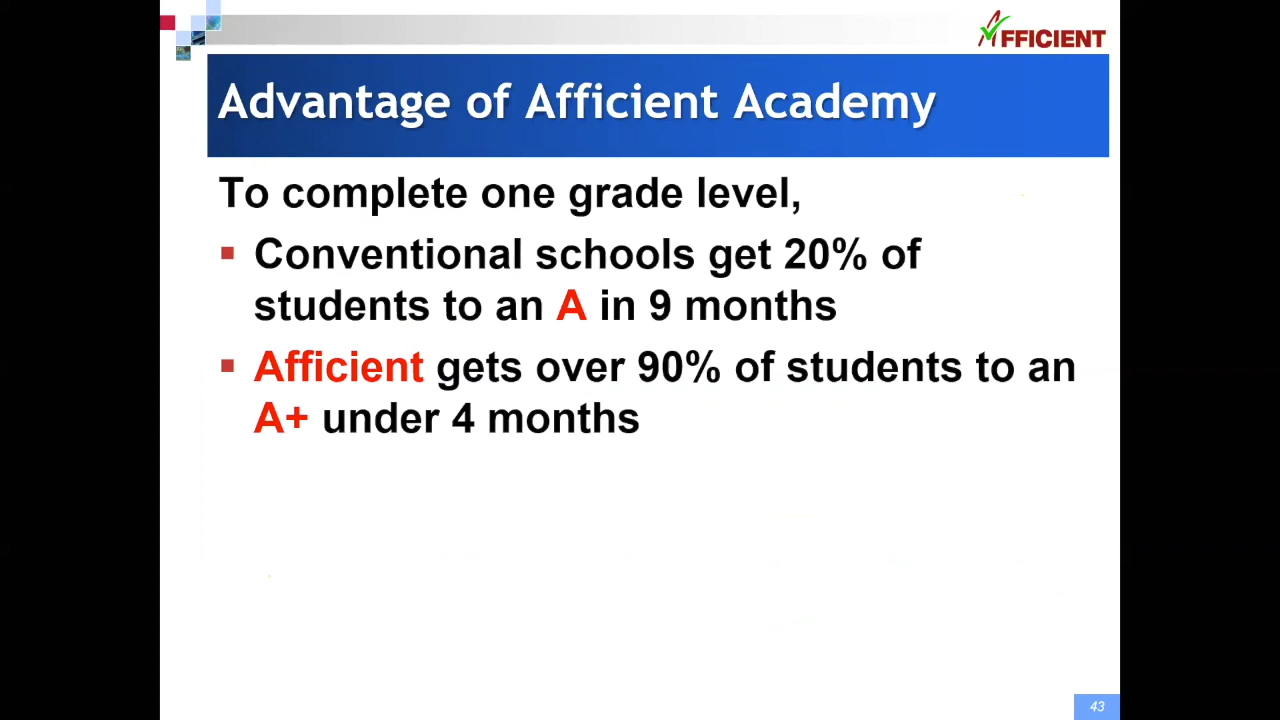 AFFICIENT
Advantage of Afficient Academy
To complete one grade level,
Conventional schools get 20% of
students to an A in 9 months
Afficient gets over 90% of students to an
A+ under 4 months
43